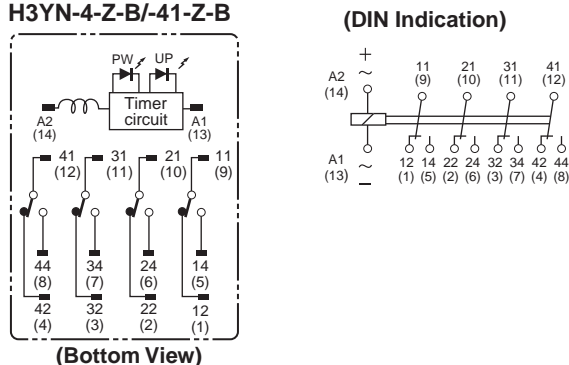 H3YN-4-Z-B/-41-Z-B
PW UP
Timer
circuit
A2
(14)
A1
(13)
41 31 21 11
(12) (11) (10) (9)
44 34 24 14
(8) (7) (6) (5)
42 32 22 12
(4) (3) (2) (1)
(Bottom View)
(DIN Indication)
+
~
11 21 31 41
(9) (10) (11) (12)
A2
(14)
A1
(13)
~
−
12 14 22 24 32 34 42 44
(1) (5) (2) (6) (3) (7) (4) (8)